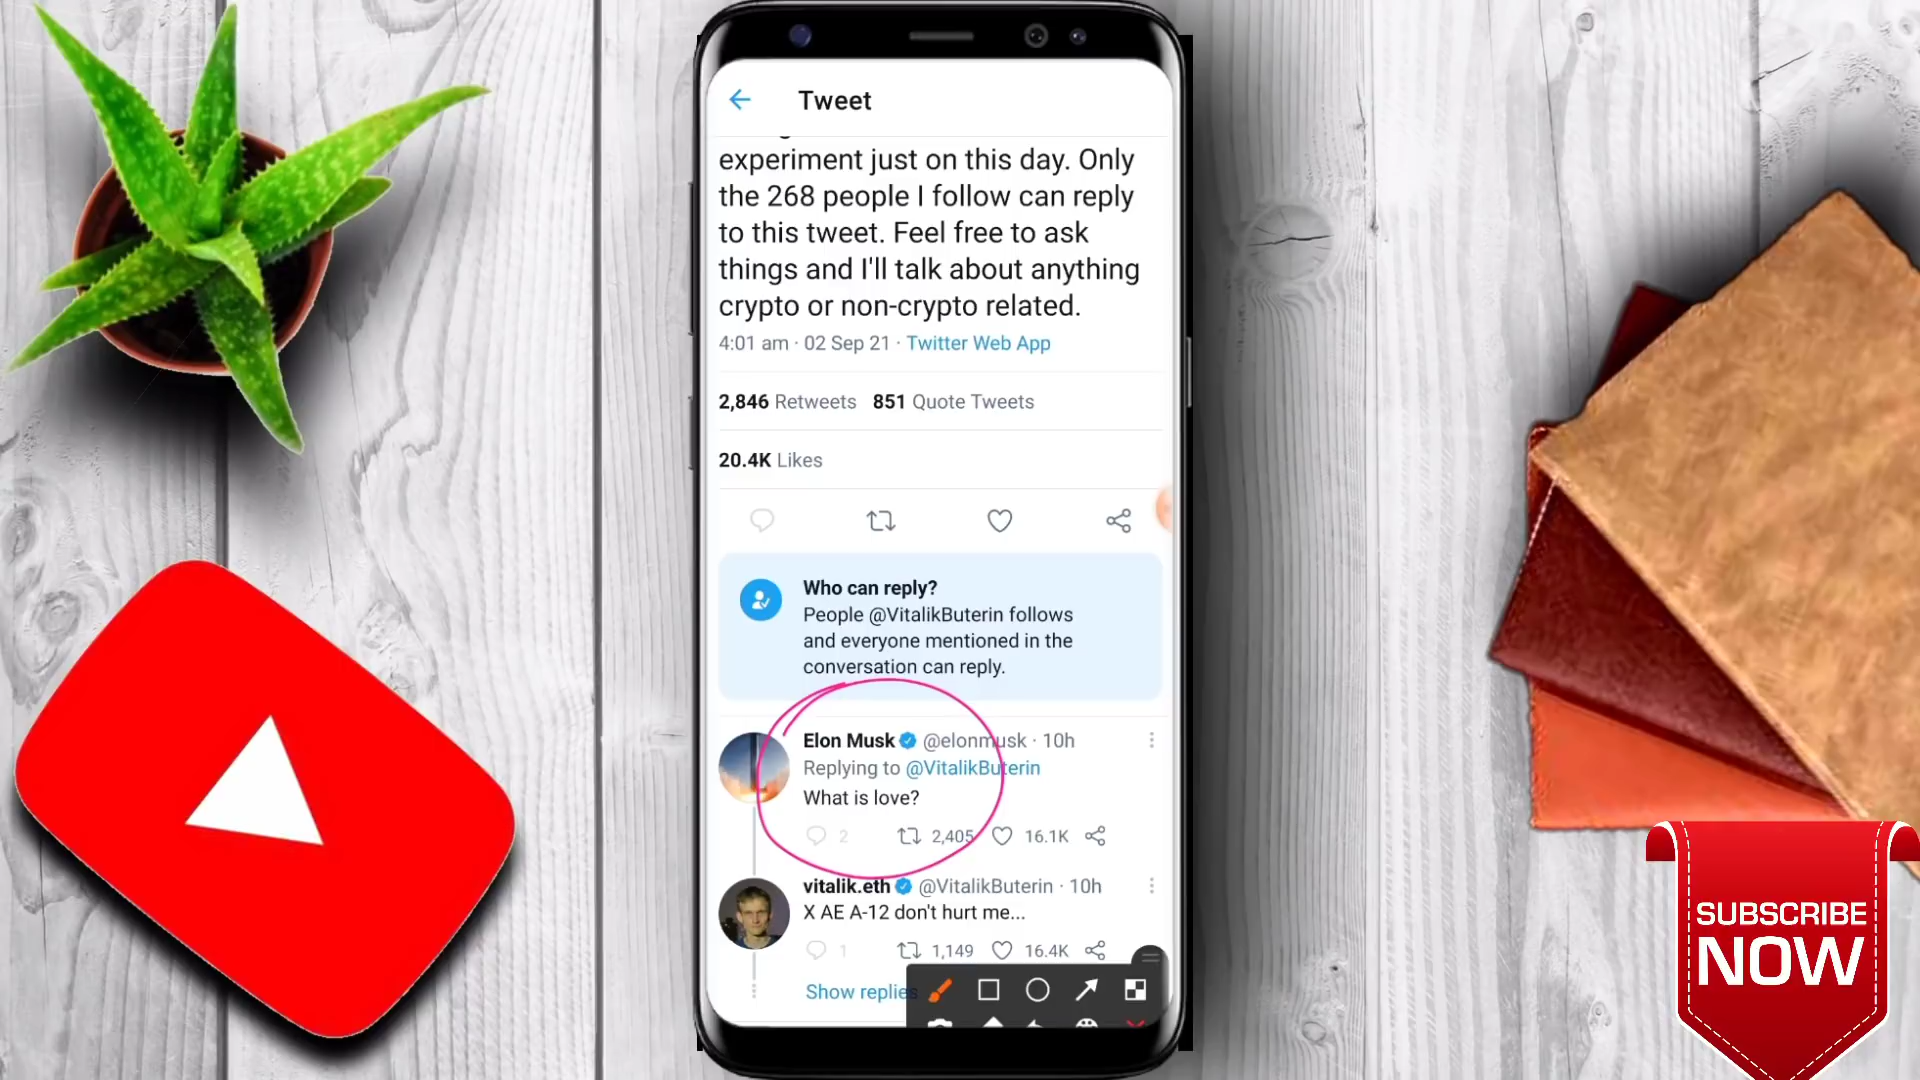 Tweet
experiment just on this day. Only
the 268 people I follow can reply
to this tweet. Feel free to ask
things and I'll talk about anything
crypto or non-crypto related.
4:01 am · 02 Sep 21 · Twitter Web App
2,846 Retweets 851 Quote Tweets
20.4K Likes
Who can reply?
People @VitalikButerin follows
and everyone mentioned in the
conversation can reply.
Elon Musk @elonmusk · 10h
Replying to @VitalikButerin
What is love?
2 2,405 16.1K
vitalik.eth @VitalikButerin · 10h
X AE A-12 don't hurt me...
1 1,149 16.4K
Show replies
SUBSCRIBE
NOW